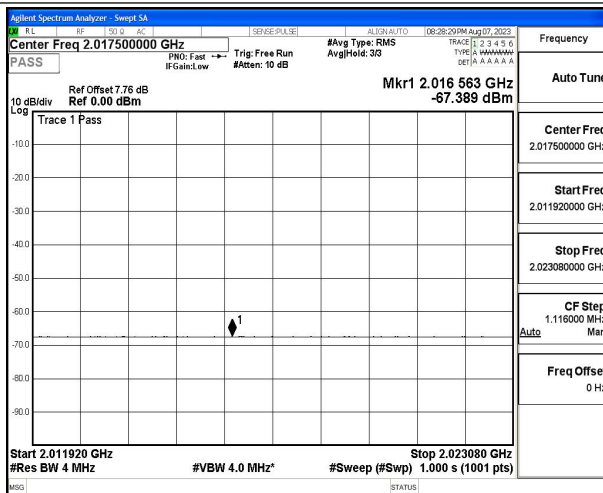 Agilent Spectrum Analyzer - Swept SA
LXI RL RF 50 Ω AC SENSE:PULSE ALIGN AUTO 08:28:29 PM Aug 07, 2023
Center Freq 2.017500000 GHz
PASS
PNO: Fast
IFGain:Low
Trig: Free Run
#Atten: 10 dB
#Avg Type: RMS
Avg|Hold: 3/3
TRACE 1 2 3 4 5 6
TYPE A WWWWW
DET A A A A A A
Ref Offset 7.76 dB
Ref 0.00 dBm
10 dB/div
Log
Mkr1 2.016 563 GHz
-67.389 dBm
Trace 1 Pass
-10.0
-20.0
-30.0
-40.0
-50.0
-60.0
-70.0
-80.0
-90.0
1
Start 2.011920 GHz
Stop 2.023080 GHz
#Res BW 4 MHz
#VBW 4.0 MHz*
#Sweep (#Swp) 1.000 s (1001 pts)
MSG
STATUS
Frequency
Auto Tune
Center Freq
2.017500000 GHz
Start Freq
2.011920000 GHz
Stop Freq
2.023080000 GHz
CF Step
1.116000 MHz
Auto Man
Freq Offset
0 Hz